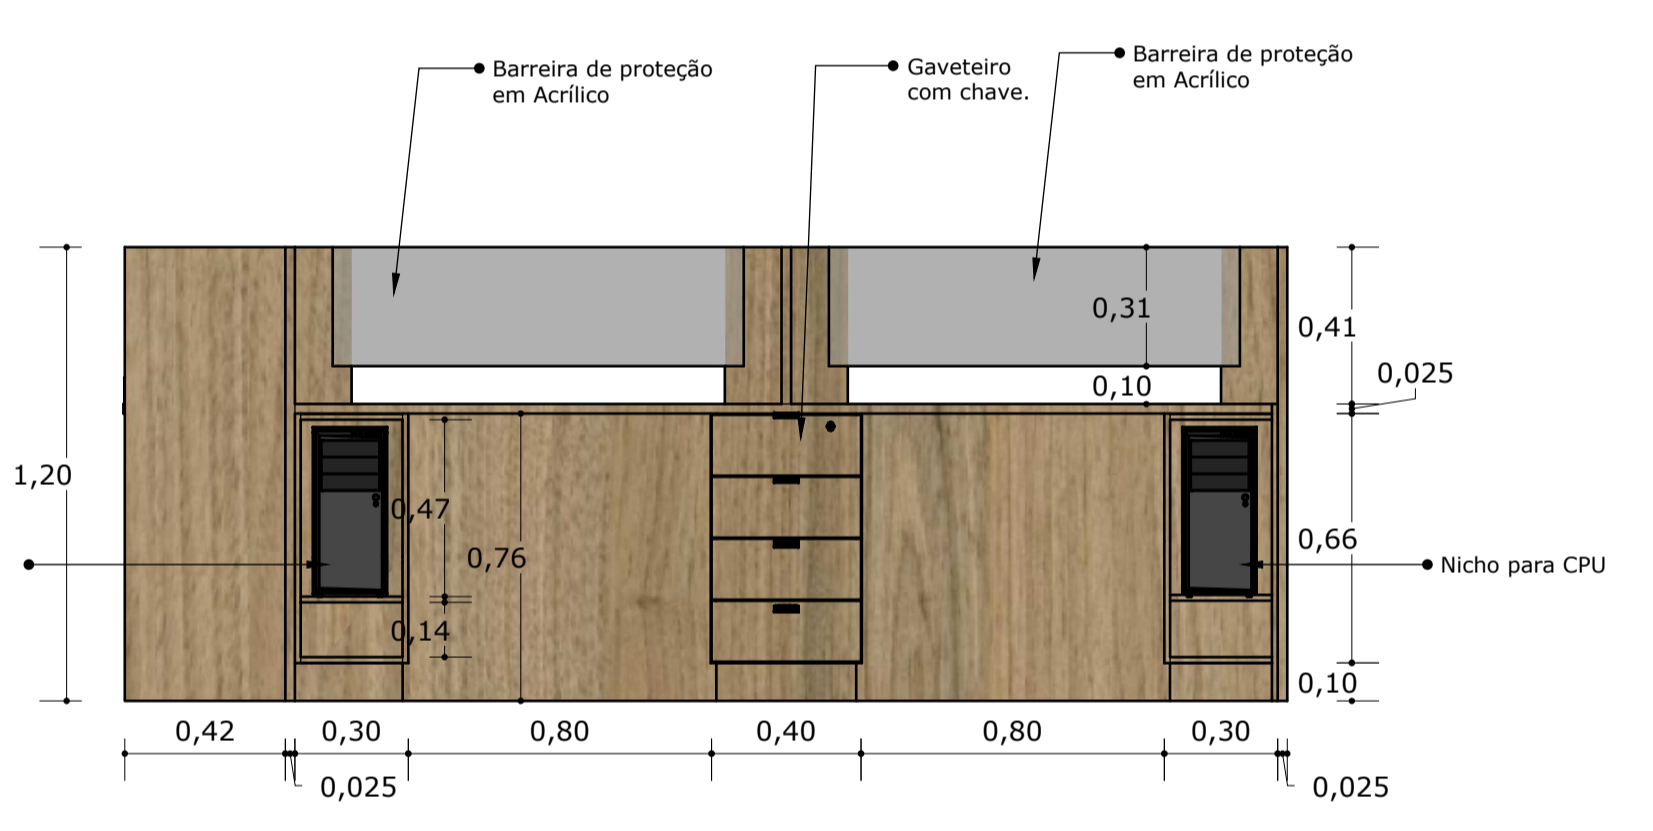 Barreira de proteção
em Acrílico
Gaveteiro
com chave.
Barreira de proteção
em Acrílico
0,31
0,41
0,10
0,025
1,20
0,47
0,76
0,66
Nicho para CPU
0,14
0,10
0,42
0,30
0,80
0,40
0,80
0,30
0,025
0,025